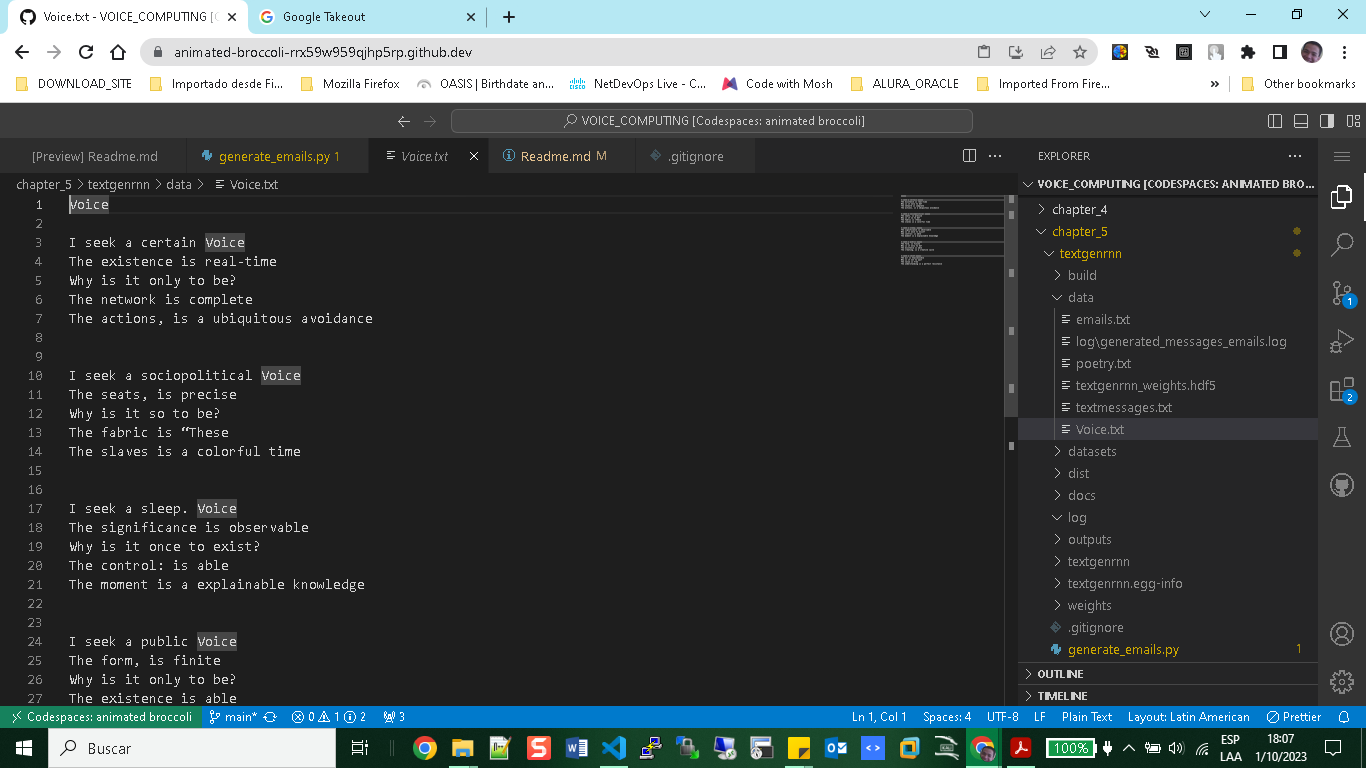 Voice.txt - VOICE_COMPUTING [C
Google Takeout
animated-broccoli-rrx59w959qjhp5rp.github.dev
DOWNLOAD_SITE
Importado desde Fi...
Mozilla Firefox
OASIS | Birthdate an...
NetDevOps Live - C...
Code with Mosh
ALURA_ORACLE
Imported From Fire...
»
Other bookmarks
VOICE_COMPUTING [Codespaces: animated broccoli]
[Preview] Readme.md
generate_emails.py 1
Voice.txt
Readme.md M
.gitignore
chapter_5 > textgenrnn > data > Voice.txt
1 Voice
2
3 I seek a certain Voice
4 The existence is real-time
5 Why is it only to be?
6 The network is complete
7 The actions, is a ubiquitous avoidance
8
9
10 I seek a sociopolitical Voice
11 The seats, is precise
12 Why is it so to be?
13 The fabric is “These
14 The slaves is a colorful time
15
16
17 I seek a sleep. Voice
18 The significance is observable
19 Why is it once to exist?
20 The control: is able
21 The moment is a explainable knowledge
22
23
24 I seek a public Voice
25 The form, is finite
26 Why is it only to be?
27 The existence is able
EXPLORER
VOICE_COMPUTING [CODESPACES: ANIMATED BRO...
chapter_4
chapter_5
textgenrnn
build
data
emails.txt
log\generated_messages_emails.log
poetry.txt
textgenrnn_weights.hdf5
textmessages.txt
Voice.txt
datasets
dist
docs
log
outputs
textgenrnn
textgenrnn.egg-info
weights
.gitignore
generate_emails.py 1
OUTLINE
TIMELINE
1
2
Codespaces: animated broccoli
main*
0 1 2
3
Ln 1, Col 1
Spaces: 4
UTF-8
LF
Plain Text
Layout: Latin American
Prettier
Buscar
100%
ESP
LAA
18:07
1/10/2023